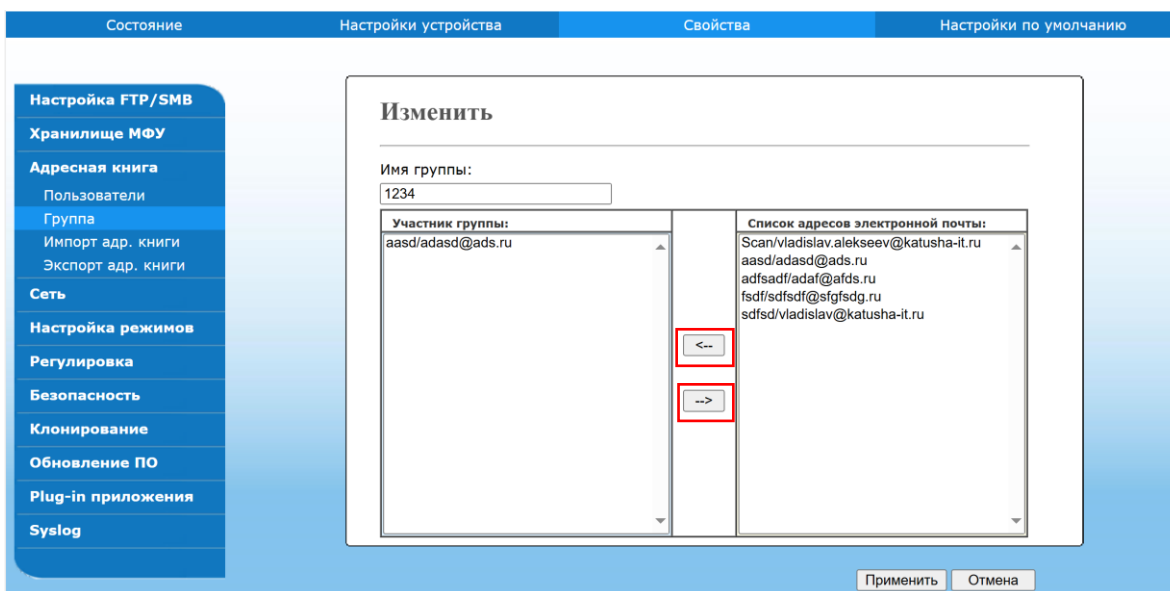 Состояние
Настройки устройства
Свойства
Настройки по умолчанию
Настройка FTP/SMB
Хранилище МФУ
Адресная книга
Пользователи
Группа
Импорт адр. книги
Экспорт адр. книги
Сеть
Настройка режимов
Регулировка
Безопасность
Клонирование
Обновление ПО
Plug-in приложения
Syslog
Изменить
Имя группы:
1234
Участник группы:
aasd/adasd@ads.ru
<--
-->
Список адресов электронной почты:
Scan/vladislav.alekseev@katusha-it.ru
aasd/adasd@ads.ru
adfsadf/adaf@afds.ru
fsdf/sdfsdf@sfgfsdg.ru
sdfsd/vladislav@katusha-it.ru
Применить
Отмена